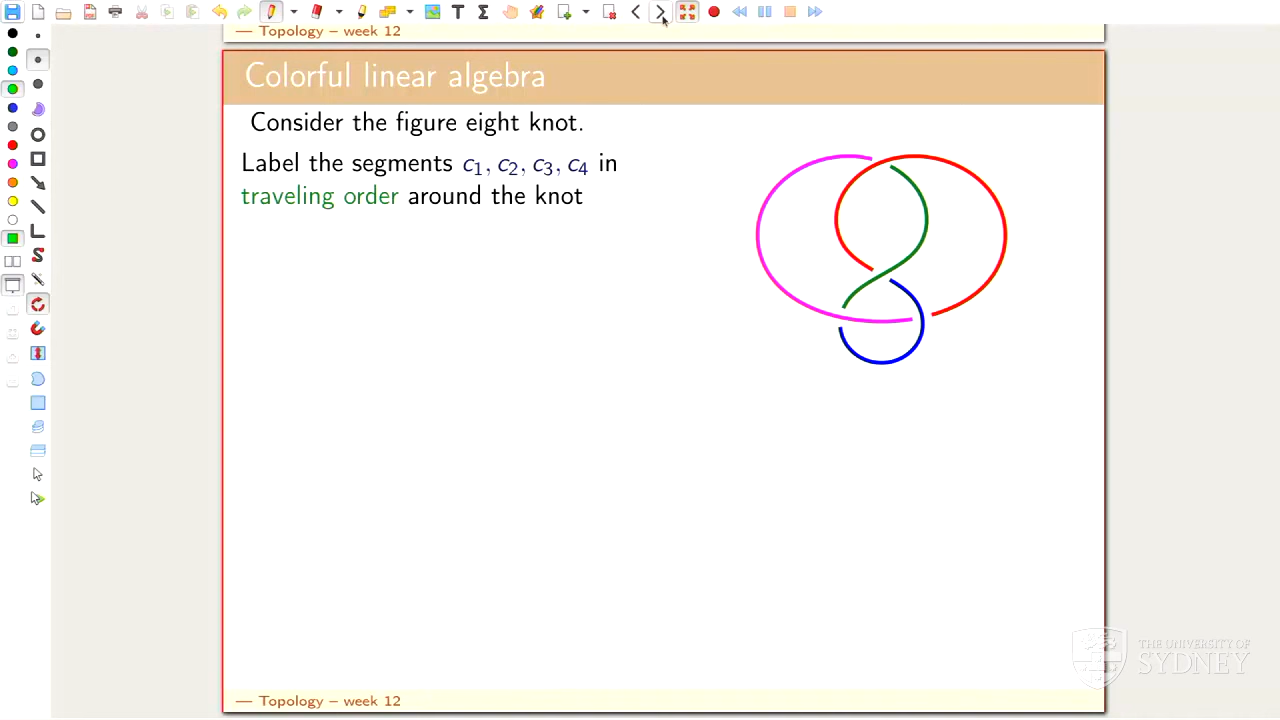 — Topology – week 12
Colorful linear algebra
Consider the figure eight knot.
Label the segments c₁, c₂, c₃, c₄ in
traveling order around the knot
THE UNIVERSITY OF
SYDNEY
— Topology – week 12